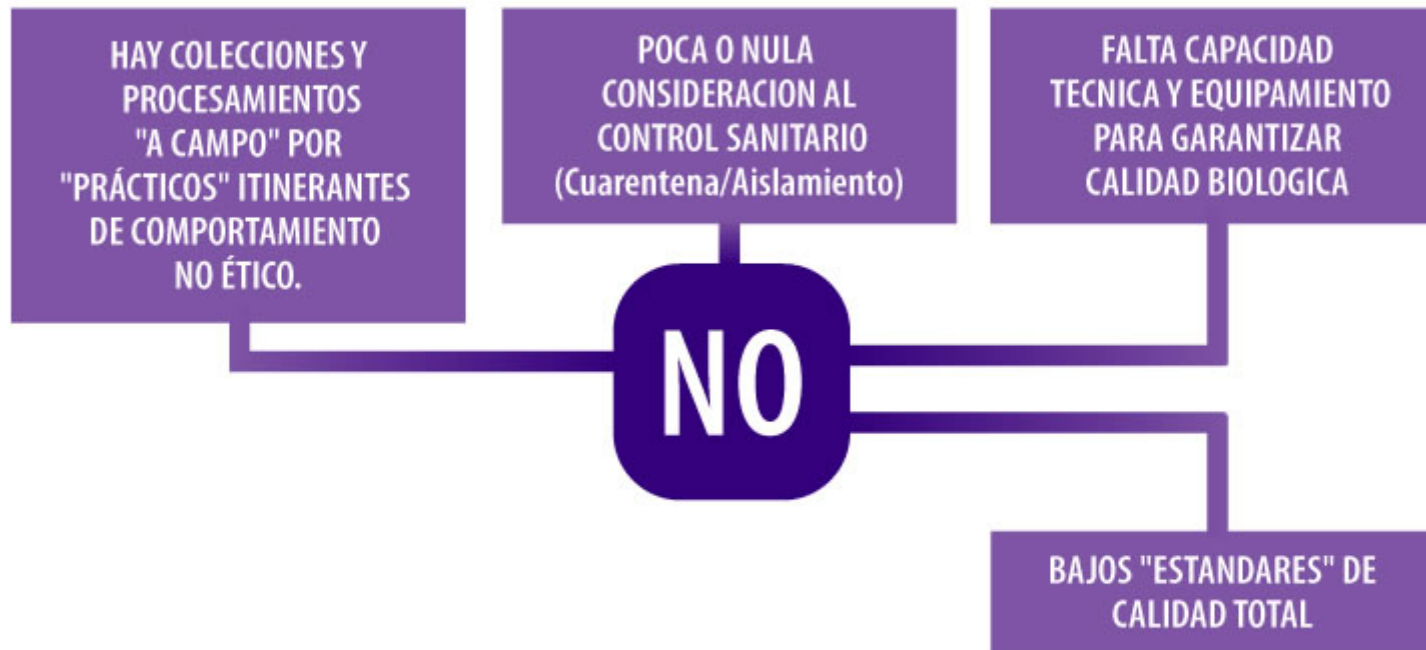 HAY COLECCIONES Y
PROCESAMIENTOS
"A CAMPO" POR
"PRÁCTICOS" ITINERANTES
DE COMPORTAMIENTO
NO ÉTICO.
POCA O NULA
CONSIDERACION AL
CONTROL SANITARIO
(Cuarentena/Aislamiento)
FALTA CAPACIDAD
TECNICA Y EQUIPAMIENTO
PARA GARANTIZAR
CALIDAD BIOLOGICA
NO
BAJOS "ESTANDARES" DE
CALIDAD TOTAL